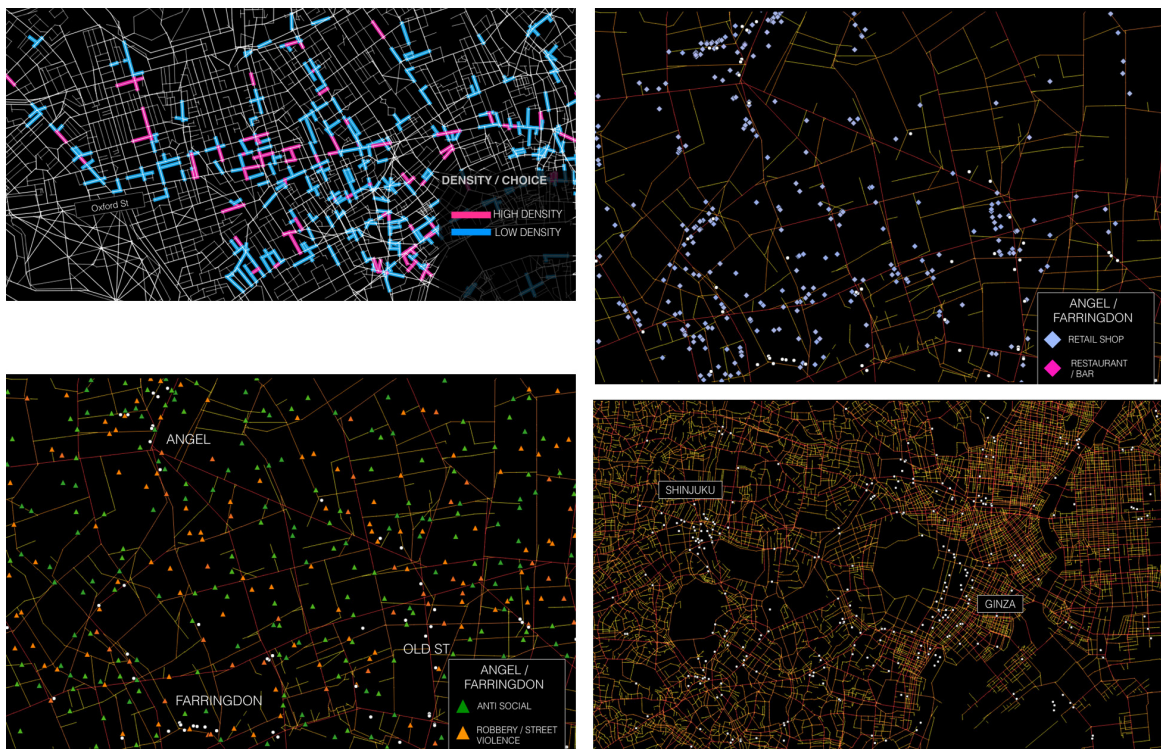 Oxford St
DENSITY / CHOICE
HIGH DENSITY
LOW DENSITY
ANGEL /
FARRINGDON
RETAIL SHOP
RESTAURANT
/ BAR
ANGEL
OLD ST.
FARRINGDON
ANGEL /
FARRINGDON
ANTI SOCIAL
ROBBERY / STREET
VIOLENCE
SHINJUKU
GINZA